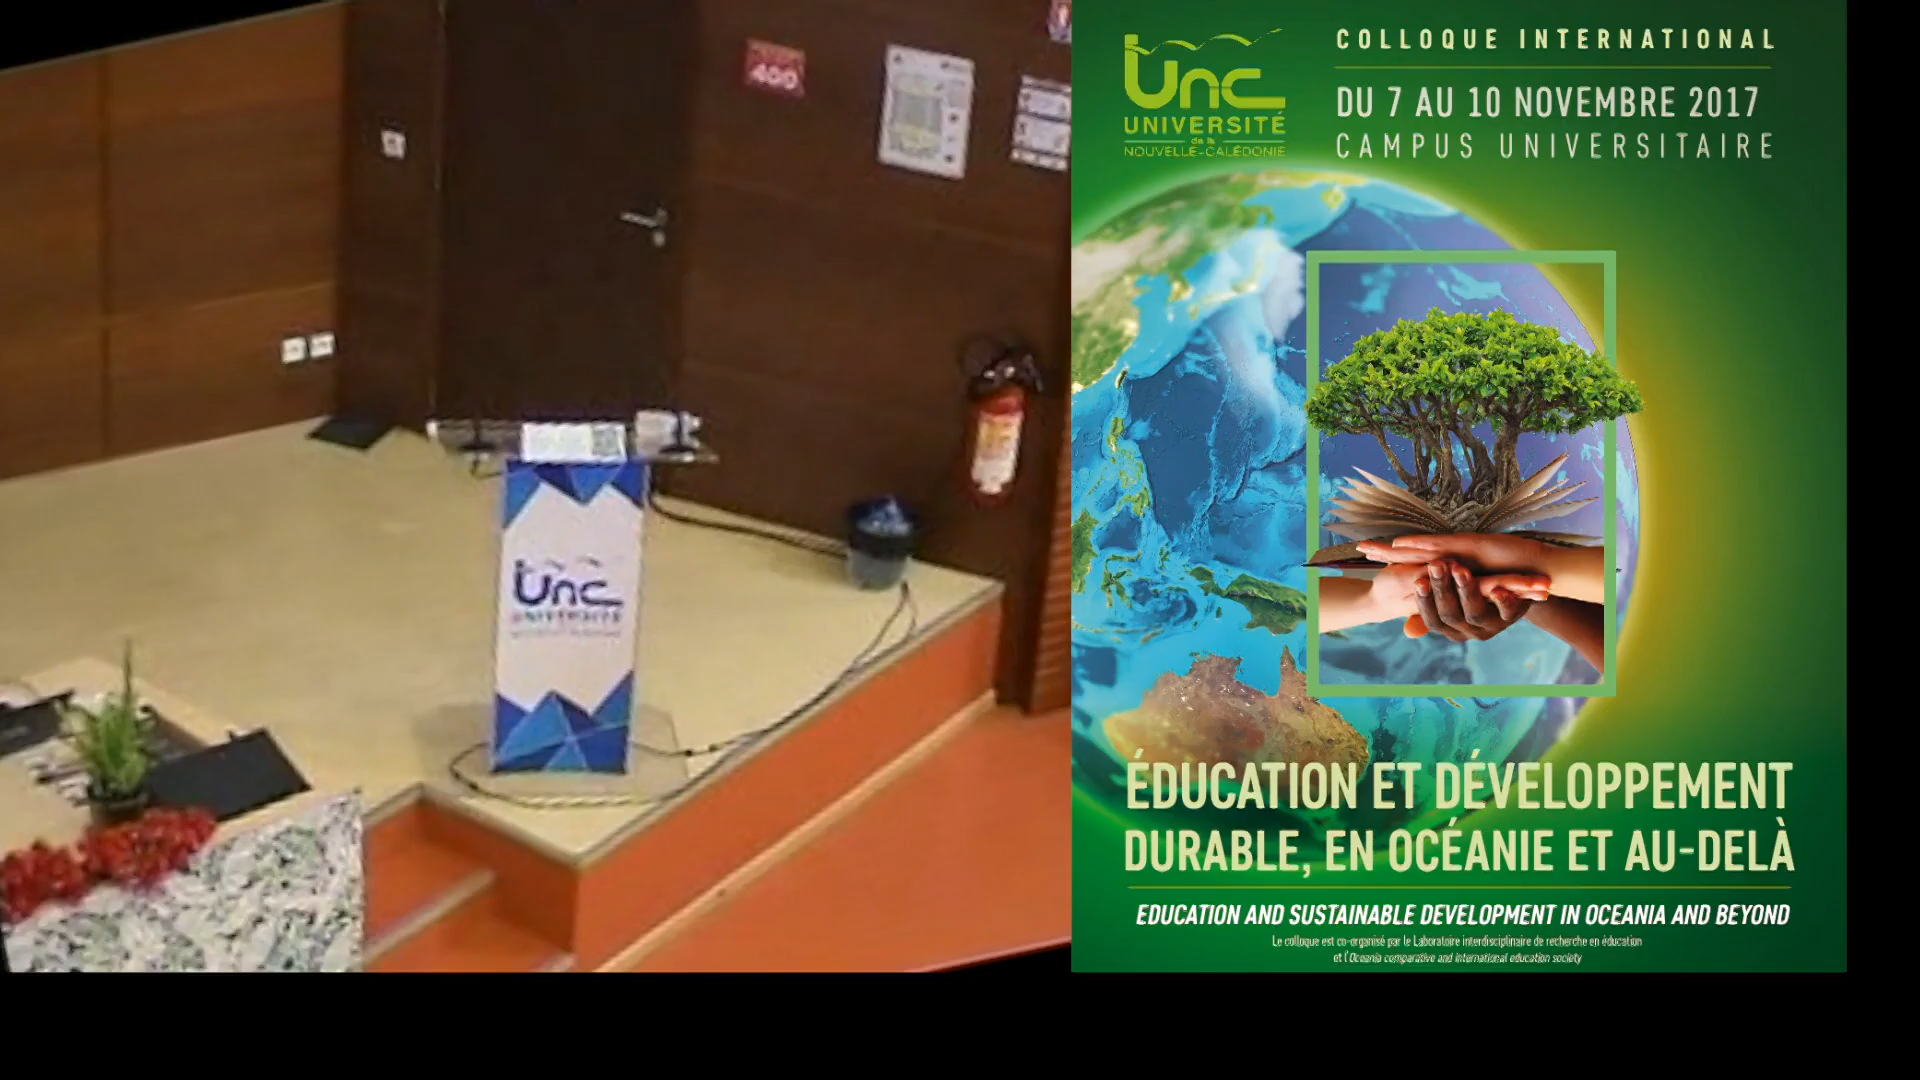 400
Unc
UNIVERSITÉ
Unc
UNIVERSITÉ
de la
NOUVELLE-CALÉDONIE
COLLOQUE INTERNATIONAL
DU 7 AU 10 NOVEMBRE 2017
CAMPUS UNIVERSITAIRE
ÉDUCATION ET DÉVELOPPEMENT
DURABLE, EN OCÉANIE ET AU-DELÀ
EDUCATION AND SUSTAINABLE DEVELOPMENT IN OCEANIA AND BEYOND
Le colloque est co-organisé par le Laboratoire interdisciplinaire de recherche en éducation
et l'Oceania comparative and international education society